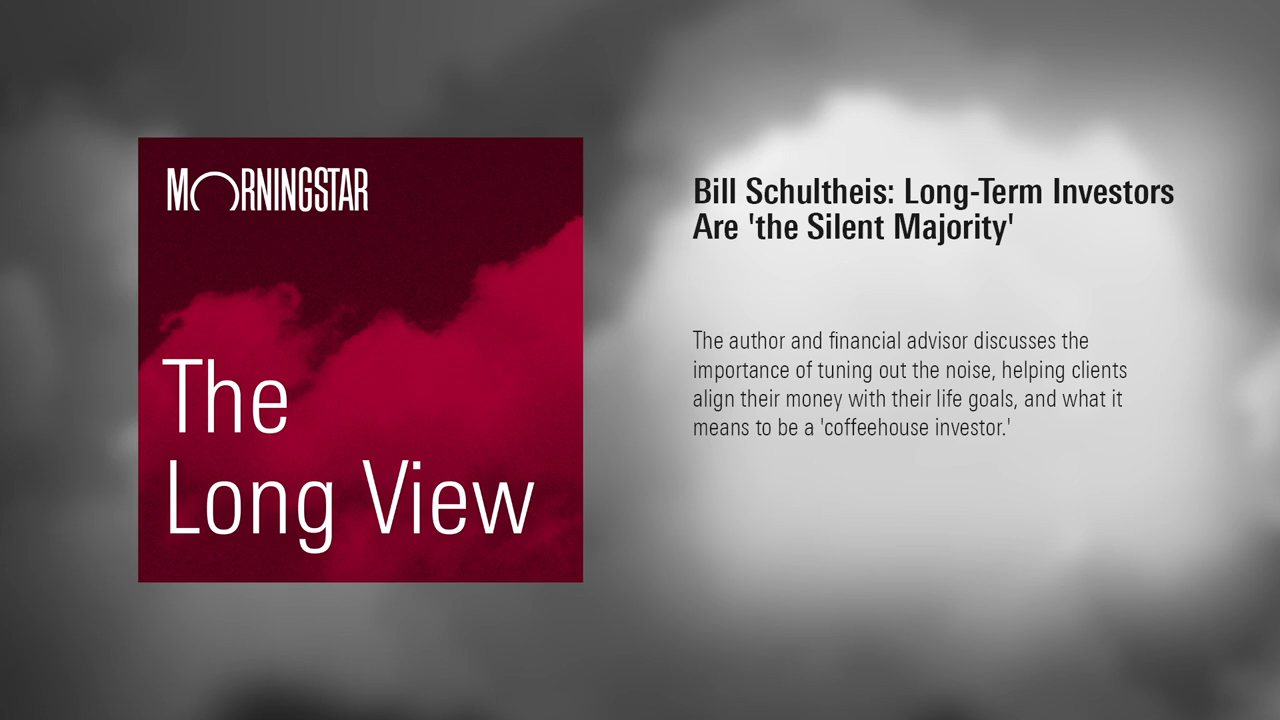 MORNINGSTAR
The
Long View
Bill Schultheis: Long-Term Investors
Are 'the Silent Majority'
The author and financial advisor discusses the
importance of tuning out the noise, helping clients
align their money with their life goals, and what it
means to be a 'coffeehouse investor.'